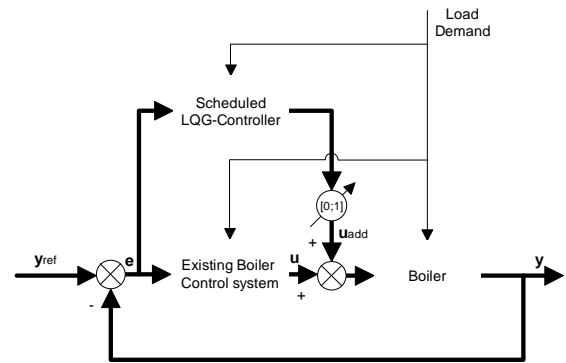 Load
Demand
Scheduled
LQG-Controller
[0;1]
uadd
+
yref
e
Existing Boiler
Control system
u
+
Boiler
y
-